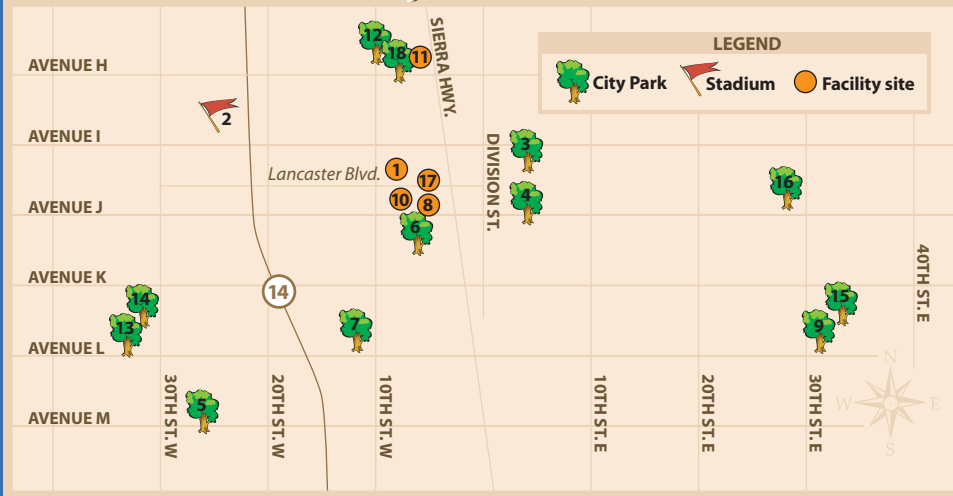 LEGEND
City Park
Stadium
Facility site
SIERRA HWY.
12
18
11
AVENUE H
2
AVENUE I
DIVISION ST.
3
Lancaster Blvd.
1
17
16
10
8
4
AVENUE J
6
40TH ST. E
AVENUE K
14
14
15
13
7
9
AVENUE L
N
30TH ST. W
20TH ST. W
10TH ST. W
10TH ST. E
20TH ST. E
30TH ST. E
5
W
E
AVENUE M
S